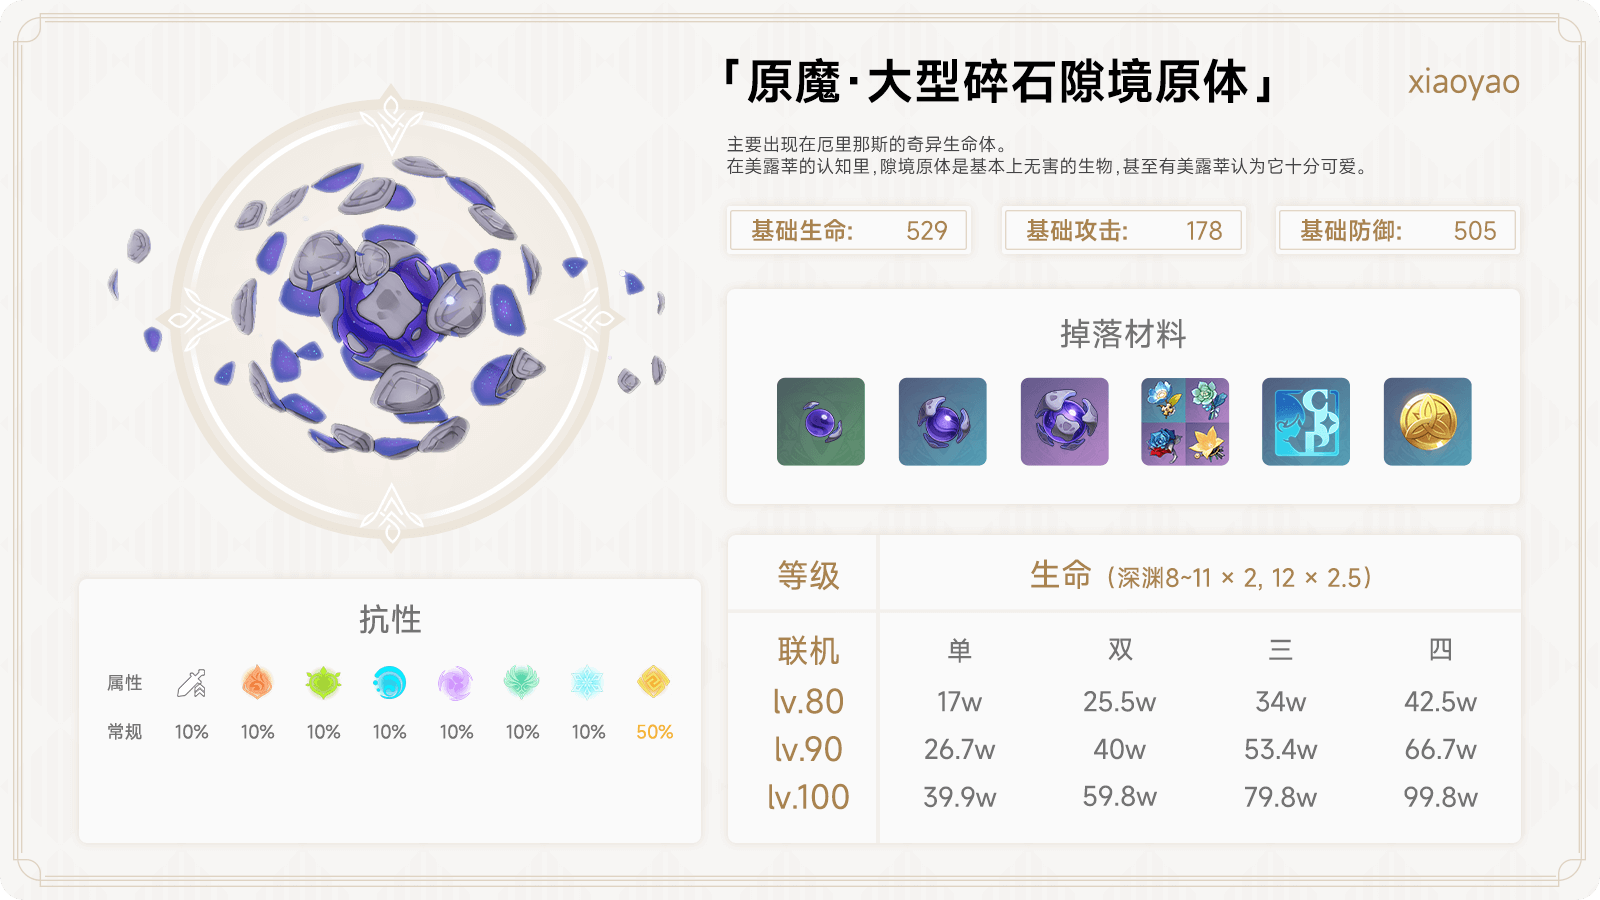 「原魔·大型碎石隙境原体」
xiaoyao
主要出现在厄里那斯的奇异生命体。
在美露莘的认知里,隙境原体是基本上无害的生物,甚至有美露莘认为它十分可爱。
基础生命: 529
基础攻击: 178
基础防御: 505
掉落材料
抗性
属性
常规 10% 10% 10% 10% 10% 10% 10% 50%
等级 生命（深渊8~11 × 2, 12 × 2.5）
联机 单 双 三 四
lv.80 17w 25.5w 34w 42.5w
lv.90 26.7w 40w 53.4w 66.7w
lv.100 39.9w 59.8w 79.8w 99.8w